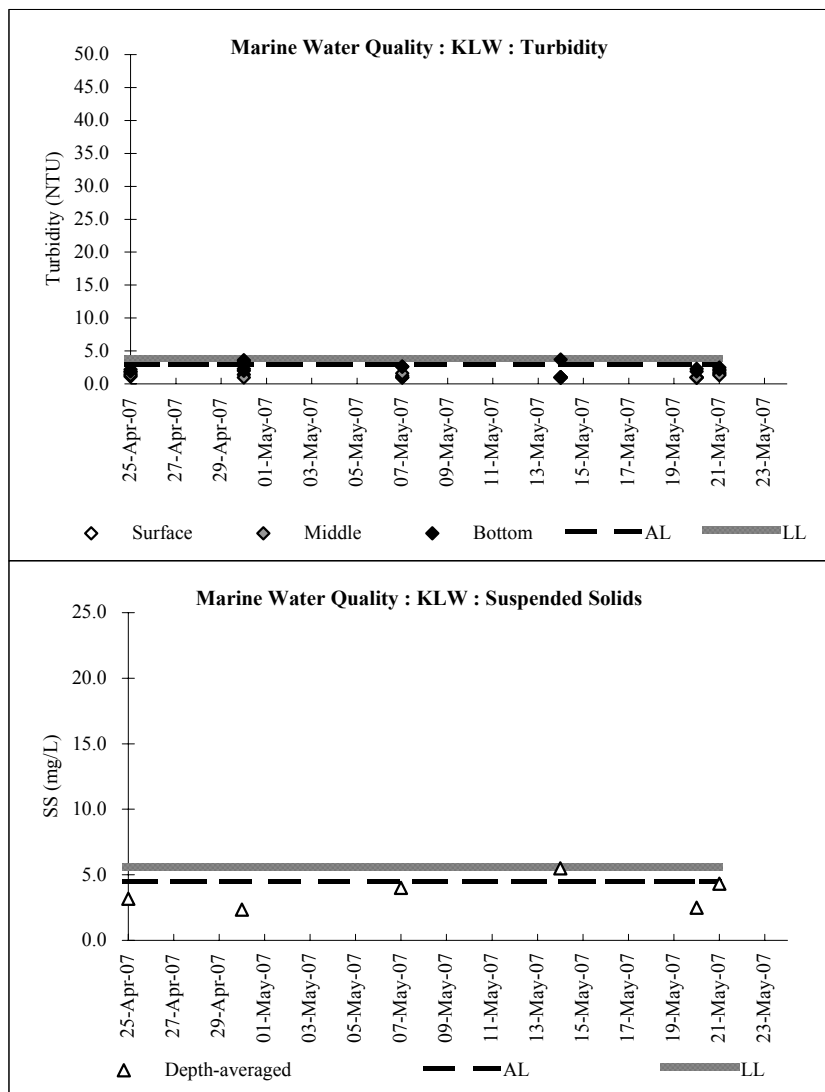 Marine Water Quality : KLW : Turbidity
50.0
45.0
40.0
35.0
30.0
25.0
20.0
15.0
10.0
5.0
0.0
Turbidity (NTU)
25-Apr-07
27-Apr-07
29-Apr-07
01-May-07
03-May-07
05-May-07
07-May-07
09-May-07
11-May-07
13-May-07
15-May-07
17-May-07
19-May-07
21-May-07
23-May-07
Surface Middle Bottom AL LL
Marine Water Quality : KLW : Suspended Solids
25.0
20.0
15.0
10.0
5.0
0.0
SS (mg/L)
25-Apr-07
27-Apr-07
29-Apr-07
01-May-07
03-May-07
05-May-07
07-May-07
09-May-07
11-May-07
13-May-07
15-May-07
17-May-07
19-May-07
21-May-07
23-May-07
Depth-averaged AL LL